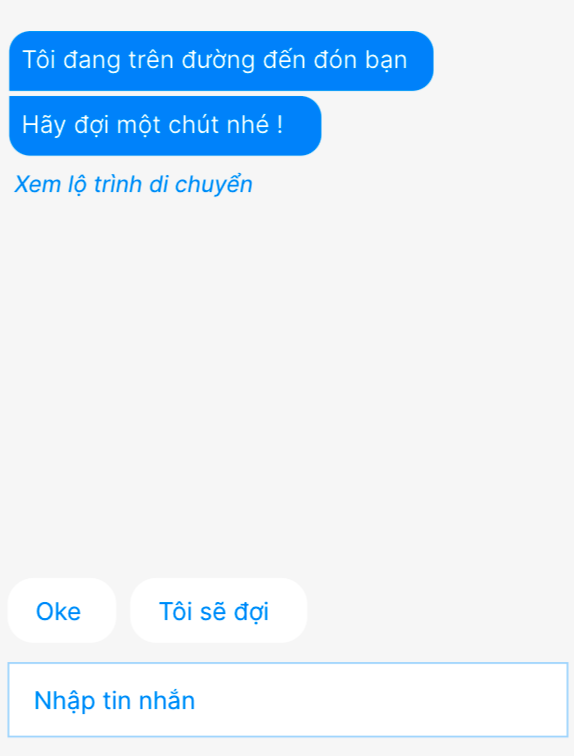 Tôi đang trên đường đến đón bạn
Hãy đợi một chút nhé !
Xem lộ trình di chuyển
Oke
Tôi sẽ đợi
Nhập tin nhắn